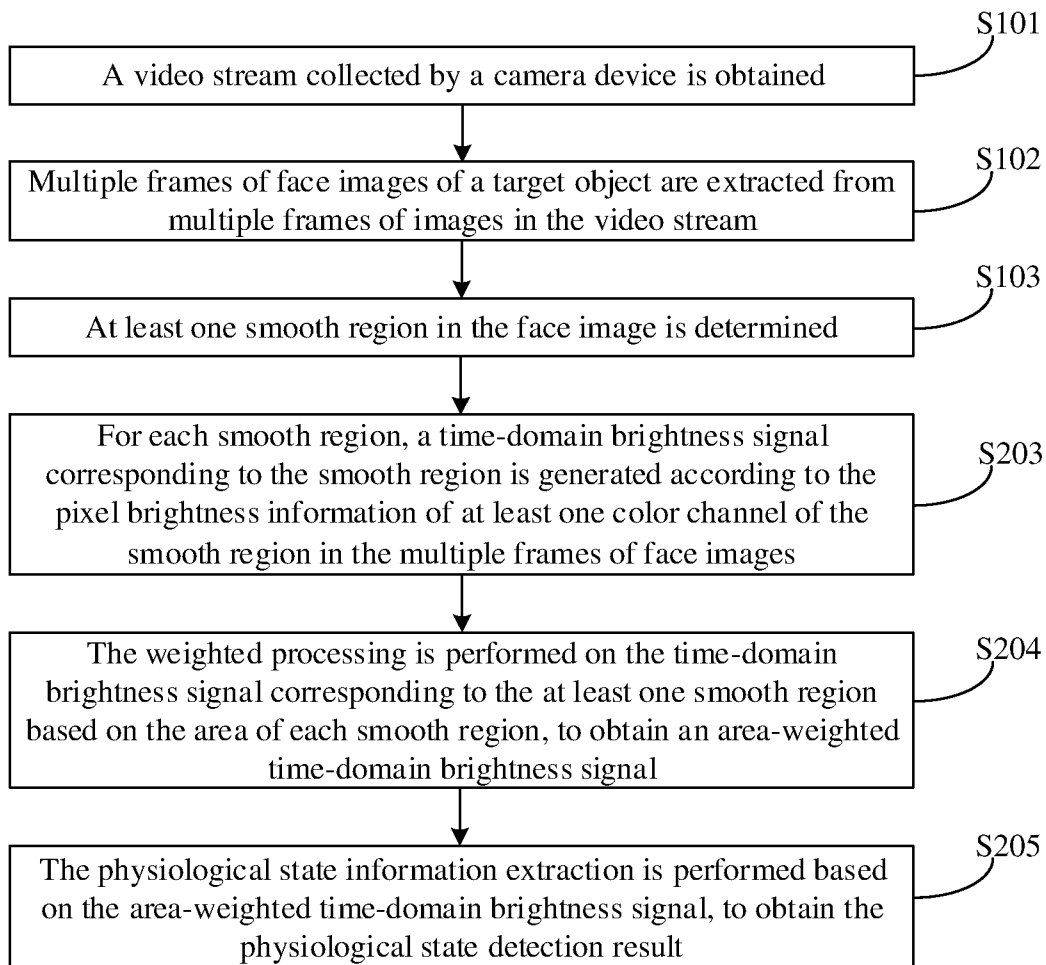 S101
A video stream collected by a camera device is obtained
S102
Multiple frames of face images of a target object are extracted from
multiple frames of images in the video stream
S103
At least one smooth region in the face image is determined
S203
For each smooth region, a time-domain brightness signal
corresponding to the smooth region is generated according to the
pixel brightness information of at least one color channel of the
smooth region in the multiple frames of face images
S204
The weighted processing is performed on the time-domain
brightness signal corresponding to the at least one smooth region
based on the area of each smooth region, to obtain an area-weighted
time-domain brightness signal
S205
The physiological state information extraction is performed based
on the area-weighted time-domain brightness signal, to obtain the
physiological state detection result